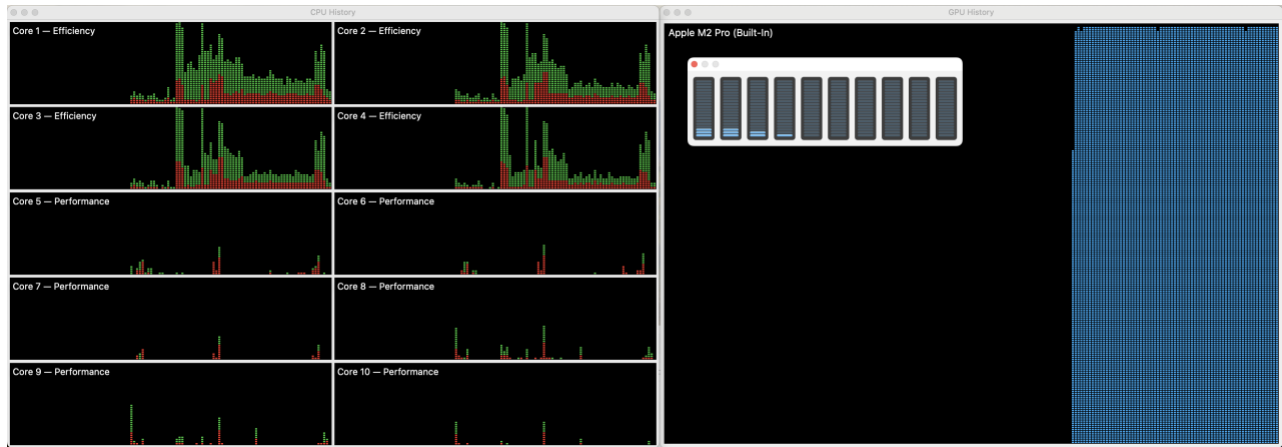 CPU History
Core 1 — Efficiency
Core 2 — Efficiency
Core 3 — Efficiency
Core 4 — Efficiency
Core 5 — Performance
Core 6 — Performance
Core 7 — Performance
Core 8 — Performance
Core 9 — Performance
Core 10 — Performance
GPU History
Apple M2 Pro (Built-In)